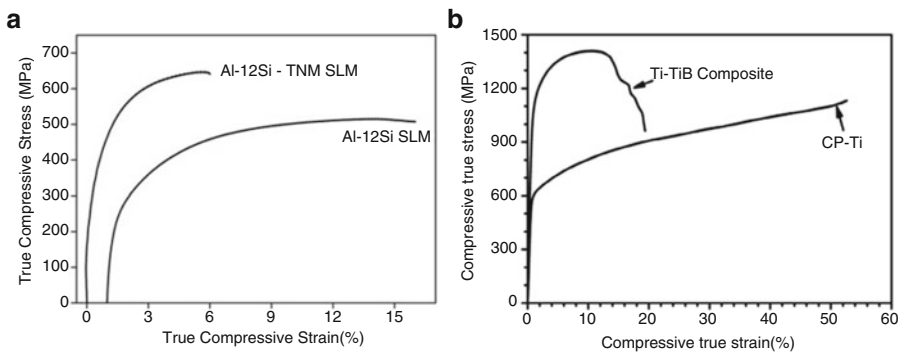 a
True Compressive Stress (MPa)
700
600
500
400
300
200
100
0
Al-12Si - TNM SLM
Al-12Si SLM
0 3 6 9 12 15
True Compressive Strain(%)
b
Compressive true stress (MPa)
1500
1200
900
600
300
0
Ti-TiB Composite
CP-Ti
0 10 20 30 40 50 60
Compressive true strain(%)